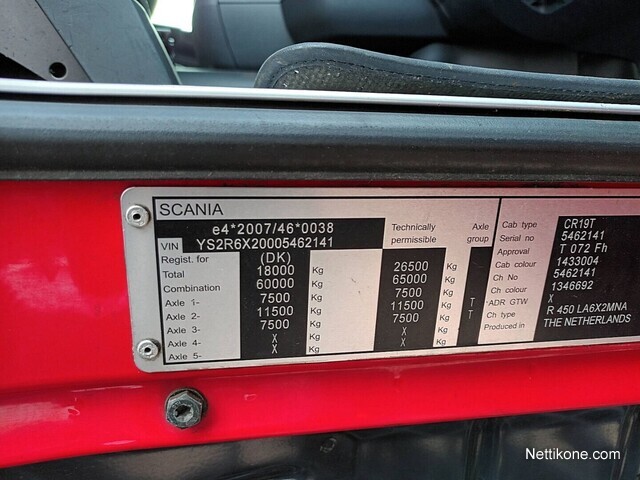 SCANIA
e4*2007/46*0038
VIN YS2R6X20005462141
Regist. for (DK)
Total 18000 Kg 26500 Kg
Combination 60000 Kg 65000 Kg
Axle 1- 7500 Kg 7500 Kg
Axle 2- 11500 Kg 11500 Kg T
Axle 3- 7500 Kg 7500 Kg T
Axle 4- X Kg X Kg
Axle 5- X Kg X Kg
Technically permissible
Axle group
Cab type CR19T
Serial no 5462141
Approval T 072 Fh
Cab colour 1433004
Ch No 5462141
Ch colour 1346692
ADR GTW X
Ch type R 450 LA6X2MNA
Produced in THE NETHERLANDS
Nettikone.com